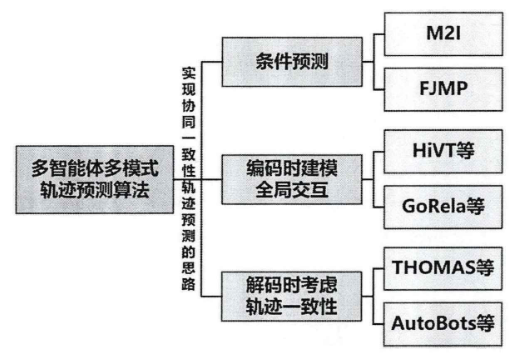 多智能体多模式
轨迹预测算法
实现协同一致性轨迹预测的思路
条件预测
M2I
FJMP
编码时建模
全局交互
HiVT等
GoRela等
解码时考虑
轨迹一致性
THOMAS等
AutoBots等